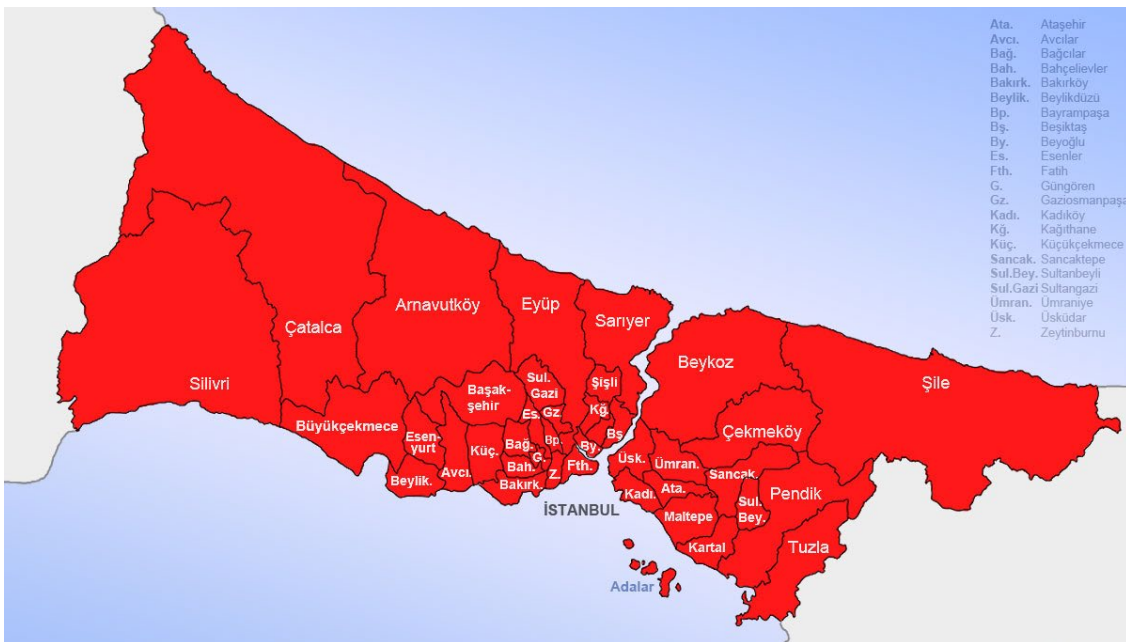 Ata. Ataşehir
Avcı. Avcılar
Bağ. Bağcılar
Bah. Bahçelievler
Bakırk. Bakırköy
Beylik. Beylikdüzü
Bp. Bayrampaşa
Bş. Beşiktaş
By. Beyoğlu
Es. Esenler
Fth. Fatih
G. Güngören
Gz. Gaziosmanpaşa
Kadı. Kadıköy
Kğ. Kağıthane
Küç. Küçükçekmece
Sancak. Sancaktepe
Sul.Bey. Sultanbeyli
Sul.Gazi Sultangazi
Ümran. Ümraniye
Üsk. Üsküdar
Z. Zeytinburnu
Silivri
Çatalca
Arnavutköy
Eyüp
Sarıyer
Beykoz
Şile
Büyükçekmece
Esen-
yurt
Beylik.
Avcı.
Başak-
şehir
Küç.
Sul.
Gazi
Es.
Gz.
Bağ.
Bp.
G.
Bah.
Bakırk.
Z.
Fth.
Şişli
Kğ.
Bş.
By.
Çekmeköy
Üsk.
Ümran.
Sancak.
Kadı.
Ata.
Sul.
Bey.
Pendik
Maltepe
Kartal
Tuzla
İSTANBUL
Adalar